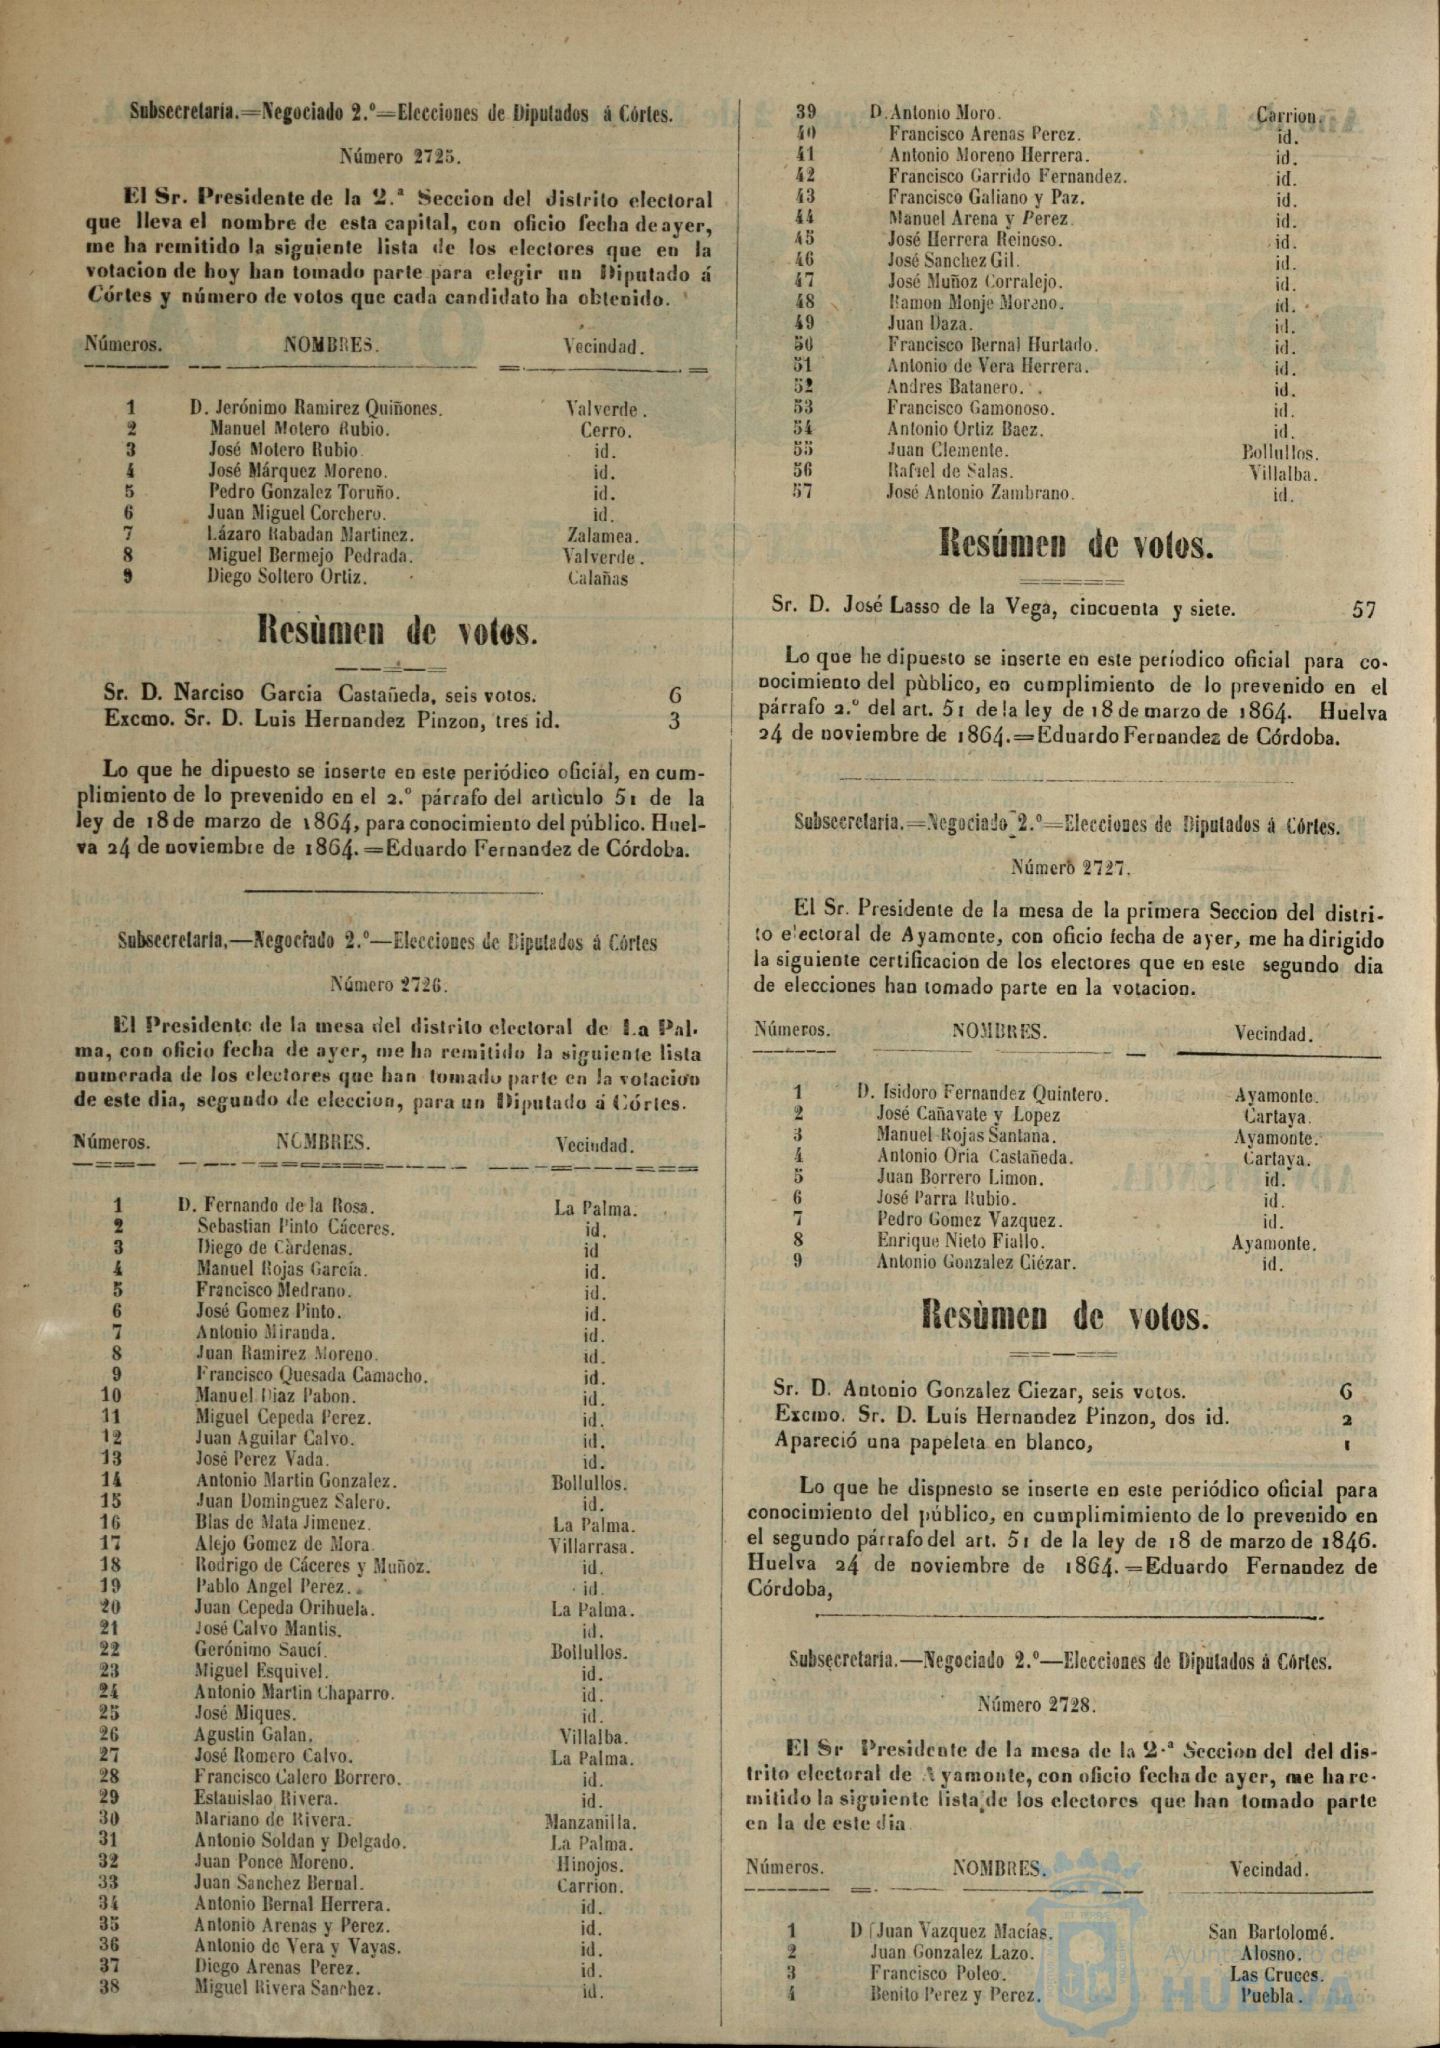 Subsecretaría.=Negociado 2.º=Elecciones de Diputados á Córtes.
Número 2725.
El Sr. Presidente de la 2.ª Seccion del distrito electoral
que lleva el nombre de esta capital, con oficio fecha de ayer,
me ha remitido la siguiente lista de los electores que en la
votacion de hoy han tomado parte para elegir un Diputado á
Córtes y número de votos que cada candidato ha obtenido.
Números. NOMBRES. Vecindad.
1 D. Jerónimo Ramirez Quiñones. Valverde.
2 Manuel Motero Rubio. Cerro.
3 José Motero Rubio id.
4 José Márquez Moreno. id.
5 Pedro Gonzalez Toruño. id.
6 Juan Miguel Corchero. id.
7 Lázaro Rabadan Martinez. Zalamea.
8 Miguel Bermejo Pedrada. Valverde.
9 Diego Soltero Ortiz. Calañas
Resùmen de votos.
Sr. D. Narciso Garcia Castañeda, seis votos. 6
Excmo. Sr. D. Luis Hernandez Pinzon, tres id. 3
Lo que he dipuesto se inserte en este periódico oficial, en cum-
plimiento de lo prevenido en el 2.º párrafo del artìculo 51 de la
ley de 18 de marzo de 1864, para conocimiento del público. Huel-
va 24 de noviembre de 1864.=Eduardo Fernandez de Córdoba.
Subsecretaría,—Negociado 2.º—Elecciones de Diputados á Córtes
Número 2726.
El Presidente de la mesa del distrito electoral de La Pal-
ma, con oficio fecha de ayer, me ha remitido la siguiente lista
numerada de los electores que han tomado parte en la votacion
de este dia, segundo de eleccion, para un Diputado á Córtes.
Números. NOMBRES. Vecindad.
1 D. Fernando de la Rosa. La Palma.
2 Sebastian Pinto Cáceres. id.
3 Diego de Càrdenas. id
4 Manuel Rojas García. id.
5 Francisco Medrano. id.
6 José Gomez Pinto. id.
7 Antonio Miranda. id.
8 Juan Ramirez Moreno. id.
9 Francisco Quesada Camacho. id.
10 Manuel Diaz Pabon. id.
11 Miguel Cepeda Perez. id.
12 Juan Aguilar Calvo. id.
13 José Perez Vada. id.
14 Antonio Martin Gonzalez. Bollullos.
15 Juan Dominguez Salero. id.
16 Blas de Mata Jimenez. La Palma.
17 Alejo Gomez de Mora. Villarrasa.
18 Rodrigo de Cáceres y Muñoz. id.
19 Pablo Angel Perez. id.
20 Juan Cepeda Orihuela. La Palma.
21 José Calvo Mantis. id.
22 Gerónimo Saucí. Bollullos.
23 Miguel Esquivel. id.
24 Antonio Martin Chaparro. id.
25 José Miques. id.
26 Agustin Galan, Villalba.
27 José Romero Calvo. La Palma.
28 Francisco Calero Borrero. id.
29 Estanislao Rivera. id.
30 Mariano de Rivera. Manzanilla.
31 Antonio Soldan y Delgado. La Palma.
32 Juan Ponce Moreno. Hinojos.
33 Juan Sanchez Bernal. Carrion.
34 Antonio Bernal Herrera. id.
35 Antonio Arenas y Perez. id.
36 Antonio de Vera y Vayas. id.
37 Diego Arenas Perez. id.
38 Miguel Rivera Sanchez. id.
39 D. Antonio Moro. Carrion.
40 Francisco Arenas Perez. id.
41 Antonio Moreno Herrera. id.
42 Francisco Garrido Fernandez. id.
43 Francisco Galiano y Paz. id.
44 Manuel Arena y Perez. id.
45 José Herrera Reinoso. id.
46 José Sanchez Gil. id.
47 José Muñoz Corralejo. id.
48 Ramon Monje Moreno. id.
49 Juan Daza. id.
50 Francisco Bernal Hurtado. id.
51 Antonio de Vera Herrera. id.
52 Andres Batanero. id.
53 Francisco Gamonoso. id.
54 Antonio Ortiz Baez. id.
55 Juan Clemente. Bollullos.
56 Rafael de Salas. Villalba.
57 José Antonio Zambrano. id.
Resúmen de votos.
Sr. D. José Lasso de la Vega, cincuenta y siete. 57
Lo que he dipuesto se inserte en este períodico oficial para co-
nocimiento del pùblico, en cumplimiento de lo prevenido en el
párrafo 2.º del art. 51 de la ley de 18 de marzo de 1864. Huelva
24 de noviembre de 1864.=Eduardo Fernandez de Córdoba.
Subsecretaría.=Negociado 2.º=Elecciones de Diputados á Córtes.
Número 2727.
El Sr. Presidente de la mesa de la primera Seccion del distri-
to electoral de Ayamonte, con oficio fecha de ayer, me ha dirigido
la siguiente certificacion de los electores que en este segundo dia
de elecciones han tomado parte en la votacion.
Números. NOMBRES. Vecindad.
1 D. Isidoro Fernandez Quintero. Ayamonte.
2 José Cañavate y Lopez Cartaya.
3 Manuel Rojas Santana. Ayamonte.
4 Antonio Oria Castañeda. Cartaya.
5 Juan Borrero Limon. id.
6 José Parra Rubio. id.
7 Pedro Gomez Vazquez. id.
8 Enrique Nieto Fiallo. Ayamonte.
9 Antonio Gonzalez Ciézar. id.
Resùmen de votos.
Sr. D. Antonio Gonzalez Ciezar, seis votos. 6
Excmo. Sr. D. Luís Hernandez Pinzon, dos id. 2
Apareció una papeleta en blanco, 1
Lo que he dispnesto se inserte en este periódico oficial para
conocimiento del público, en cumplimimiento de lo prevenido en
el segundo párrafo del art. 51 de la ley de 18 de marzo de 1846.
Huelva 24 de noviembre de 1864.=Eduardo Fernandez de
Córdoba,
Subsecretaría.—Negociado 2.º—Elecciones de Diputados á Córtes.
Número 2728.
El Sr Presidente de la mesa de la 2.ª Seccion del del dis-
trito electoral de Ayamonte, con oficio fecha de ayer, me ha re-
mitido la siguiente lista de los electores que han tomado parte
en la de este dia
Números. NOMBRES. Vecindad.
1 D Juan Vazquez Macías. San Bartolomé.
2 Juan Gonzalez Lazo. Alosno.
3 Francisco Poleo. Las Cruces.
4 Benito Perez y Perez. Puebla.
Ayuntamiento de
HUELVA